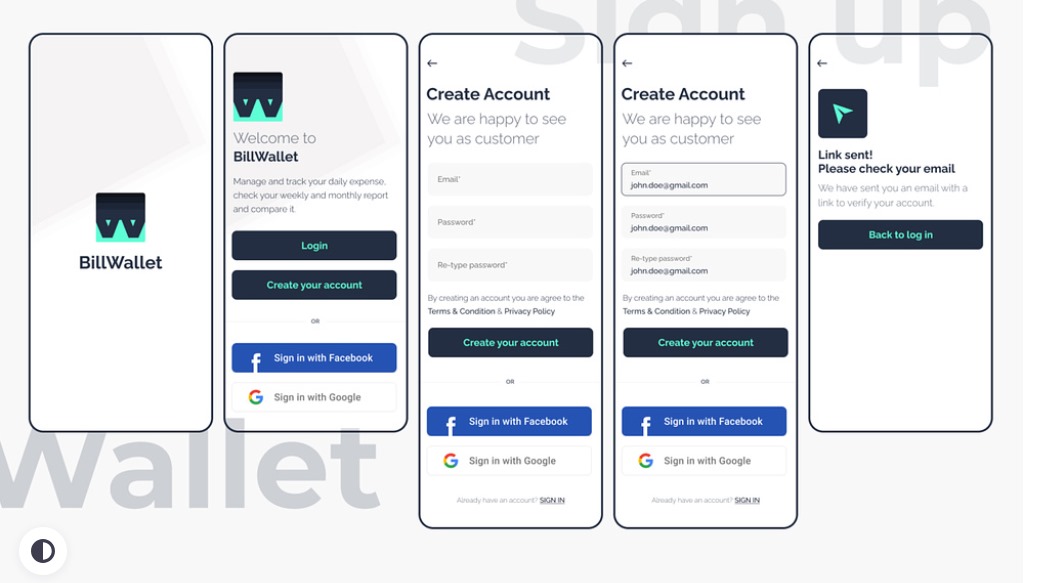 Sign up
BillWallet
Welcome to
BillWallet
Manage and track your daily expense,
check your weekly and monthly report
and compare it.
Login
Create your account
OR
Sign in with Facebook
Sign in with Google
Create Account
We are happy to see
you as customer
Email*
Password*
Re-type password*
By creating an account you are agree to the
Terms & Condition & Privacy Policy
Create your account
OR
Sign in with Facebook
Sign in with Google
Already have an account? SIGN IN
Create Account
We are happy to see
you as customer
Email*
john.doe@gmail.com
Password*
john.doe@gmail.com
Re-type password*
john.doe@gmail.com
By creating an account you are agree to the
Terms & Condition & Privacy Policy
Create your account
OR
Sign in with Facebook
Sign in with Google
Already have an account? SIGN IN
Link sent!
Please check your email
We have sent you an email with a
link to verify your account.
Back to log in
Wallet